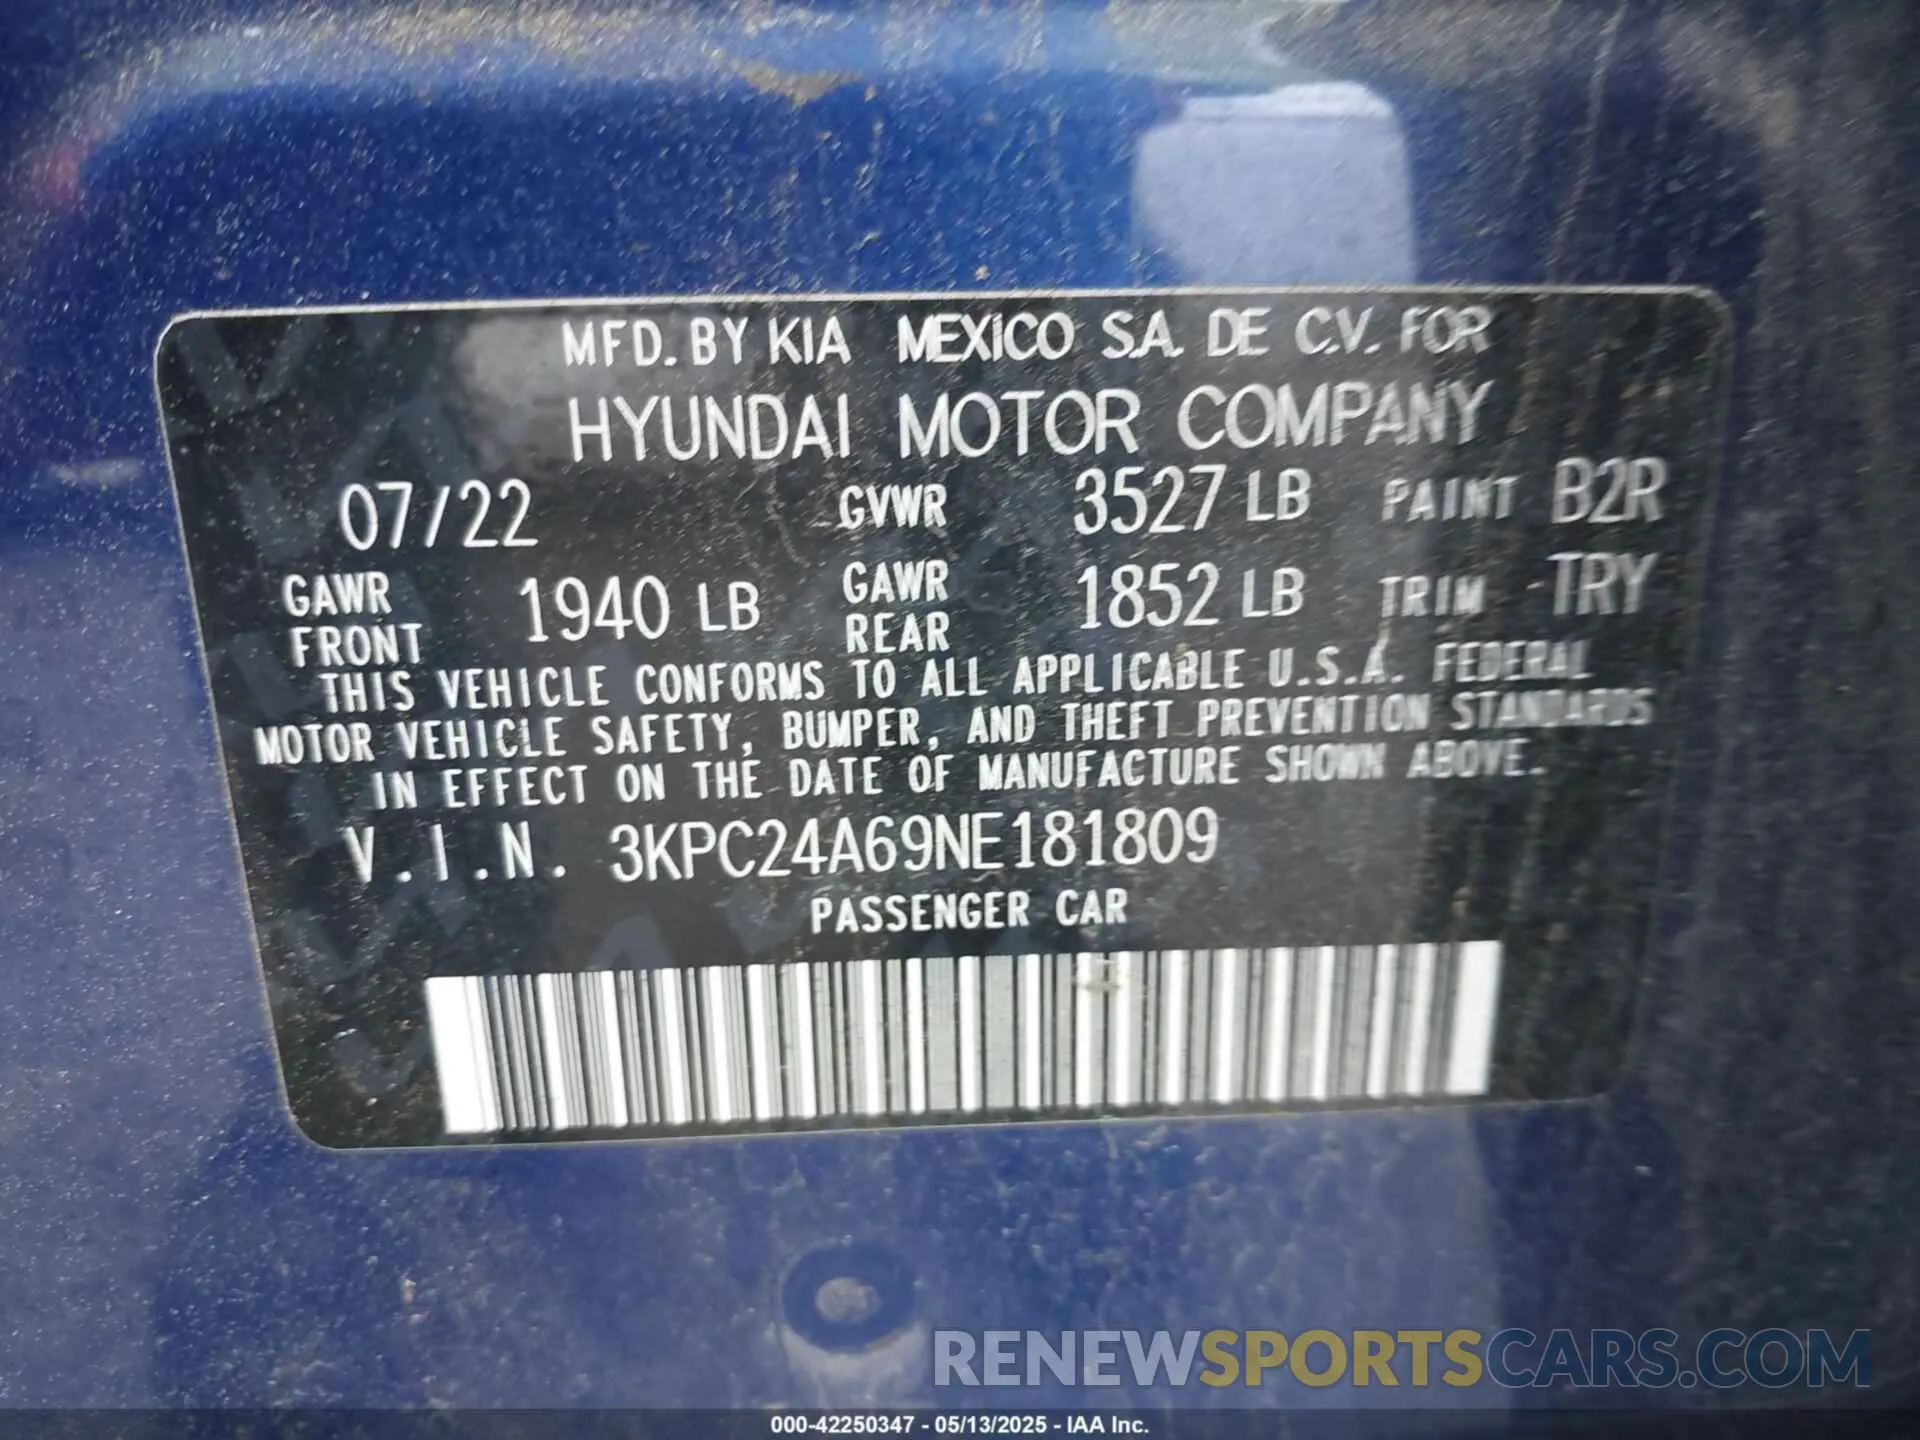 MFD. BY KIA MEXICO S.A. DE C.V. FOR
HYUNDAI MOTOR COMPANY
07/22 GVWR 3527 LB PAINT B2R
GAWR FRONT 1940 LB GAWR REAR 1852 LB TRIM TRY
THIS VEHICLE CONFORMS TO ALL APPLICABLE U.S.A. FEDERAL
MOTOR VEHICLE SAFETY, BUMPER, AND THEFT PREVENTION STANDARDS
IN EFFECT ON THE DATE OF MANUFACTURE SHOWN ABOVE.
V.I.N. 3KPC24A69NE181809
PASSENGER CAR
RENEWSPORTSCARS.COM
000-42250347 - 05/13/2025 - IAA Inc.